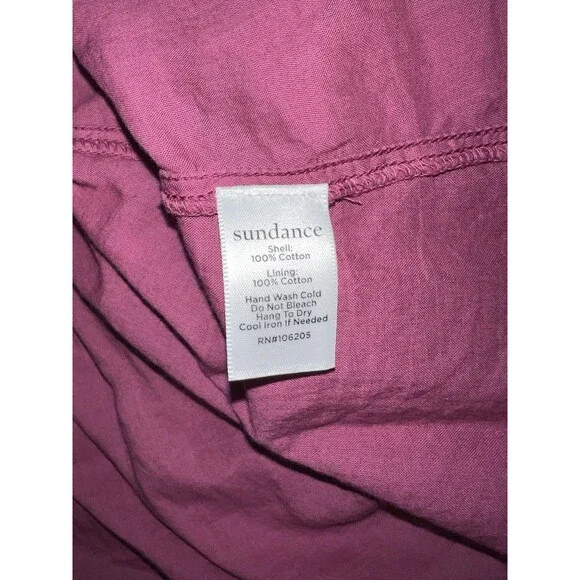 sundance
Shell:
100% Cotton
Lining:
100% Cotton
Hand Wash Cold
Do Not Bleach
Hang To Dry
Cool Iron If Needed
RN#106205